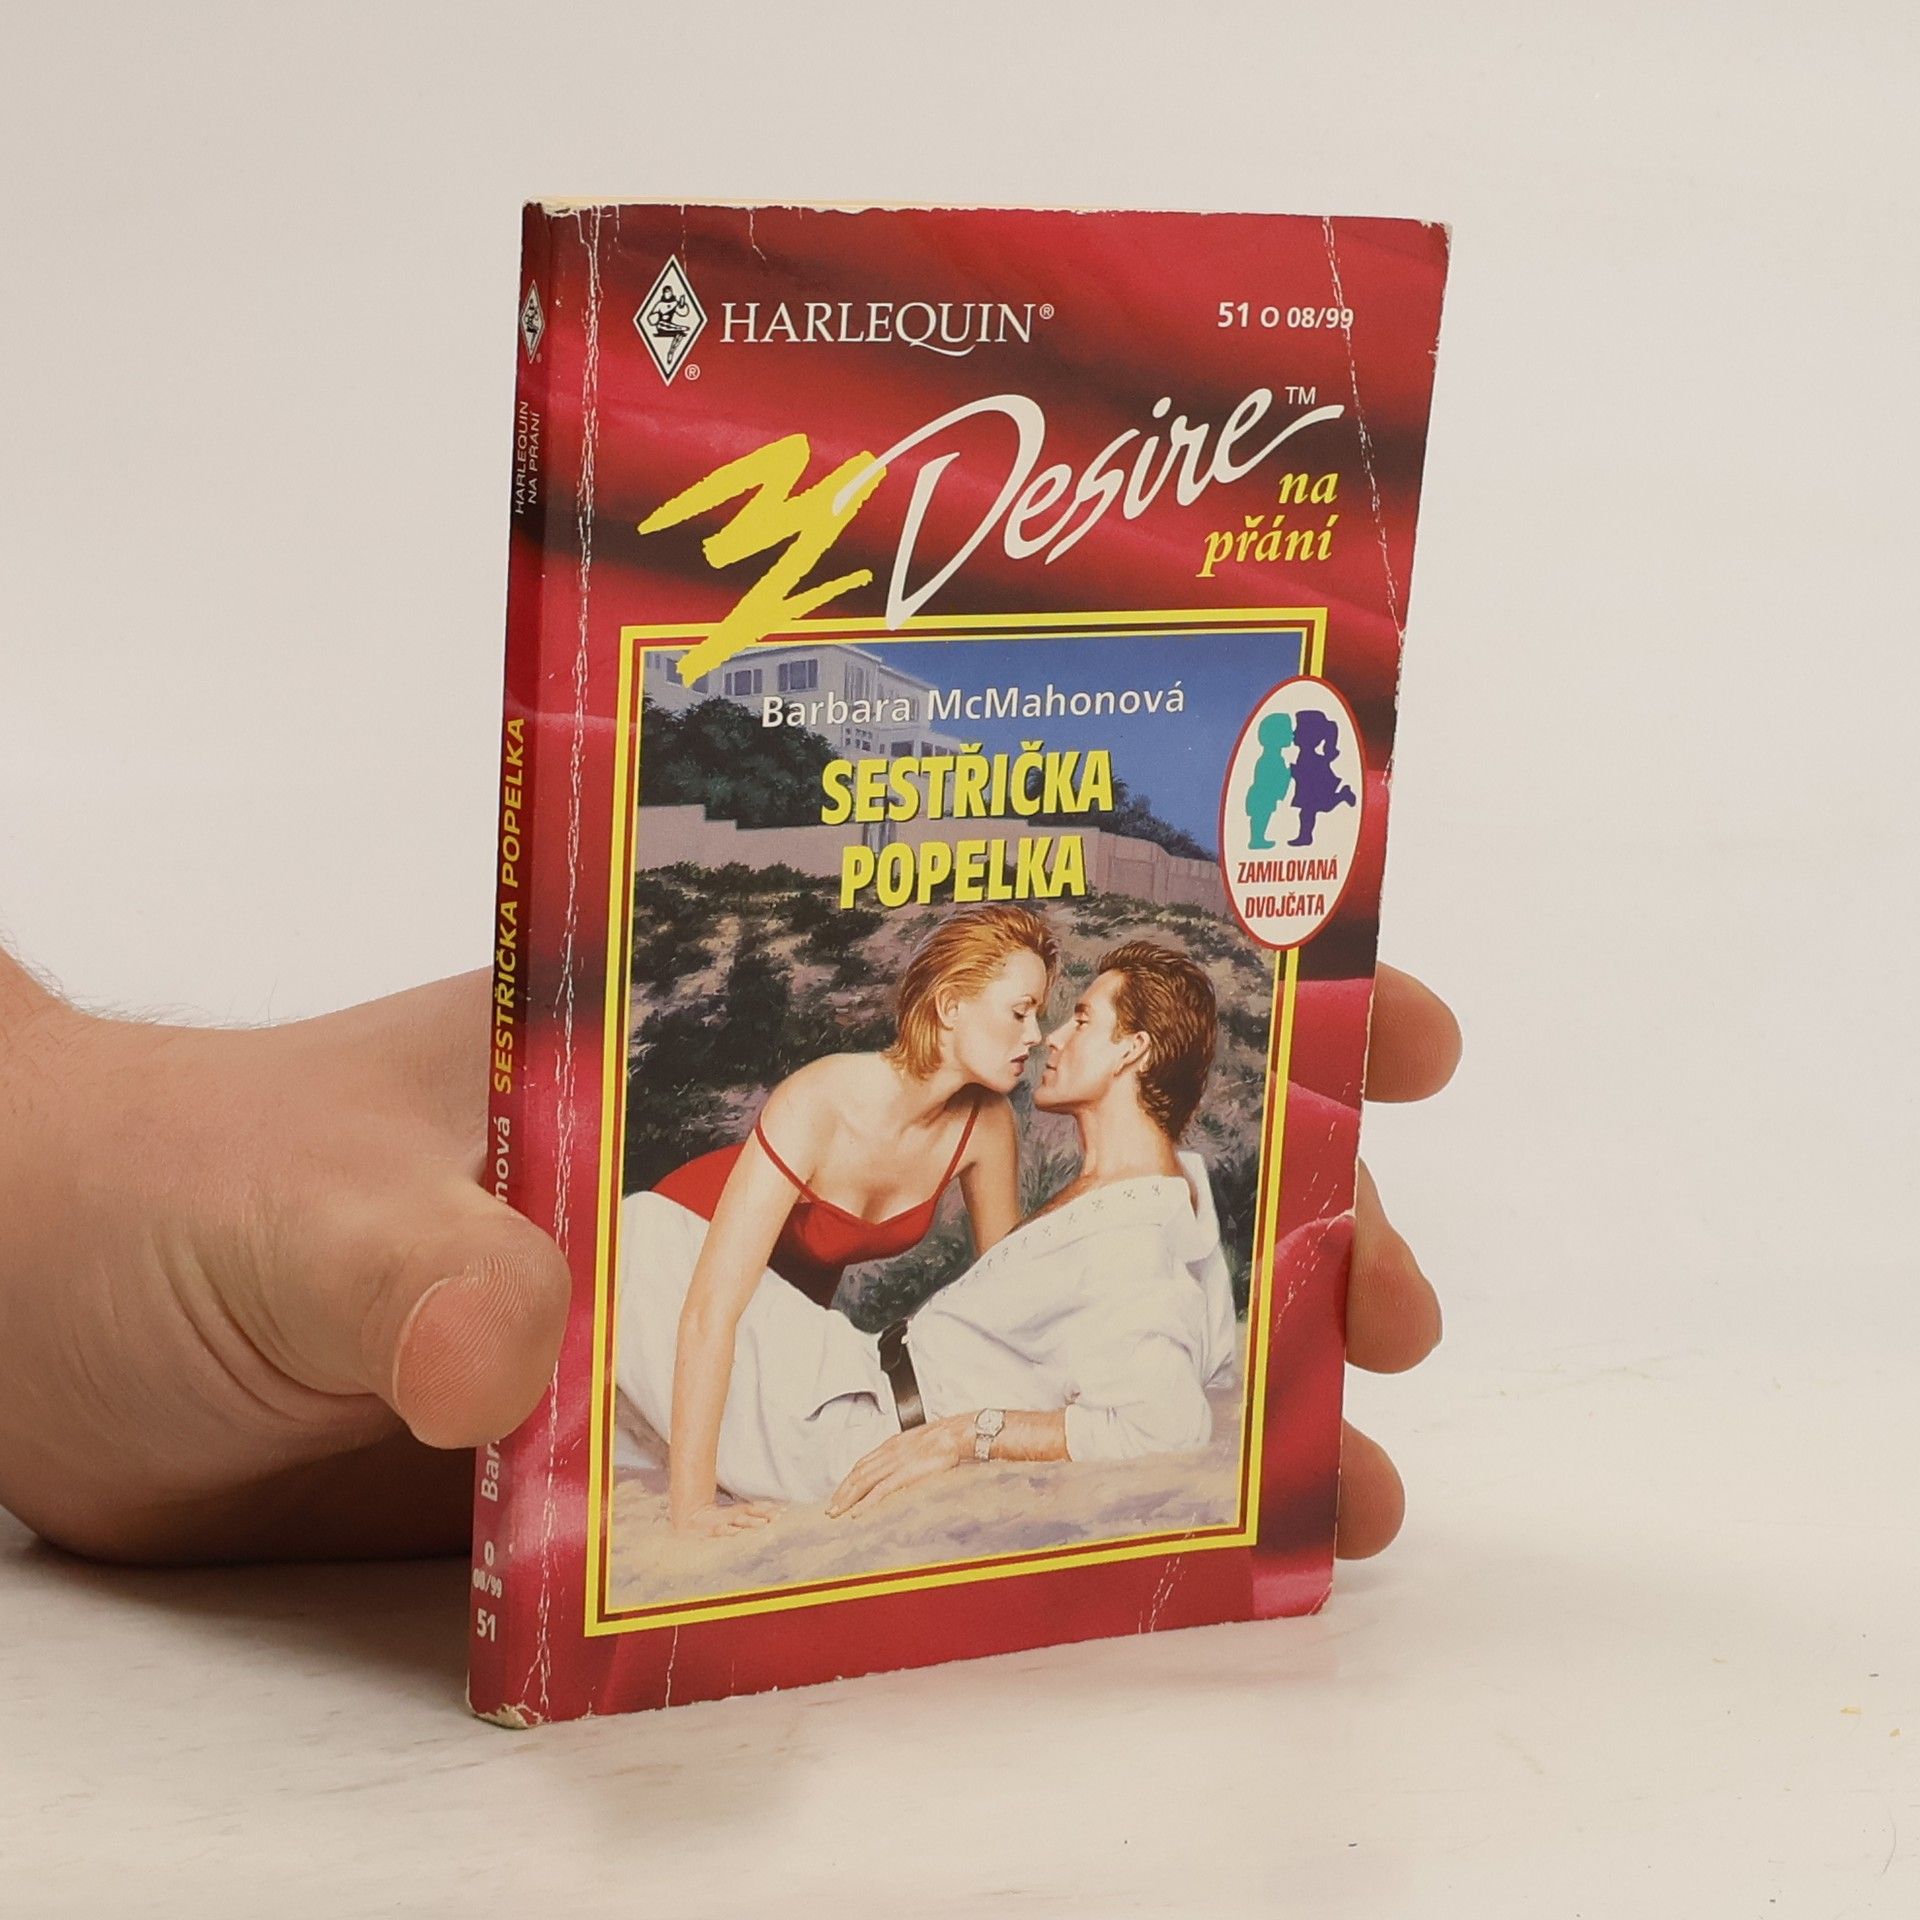 HARLEQUIN®
®
51 O 08/99
Desire™
na
přání
Barbara McMahonová
SESTŘIČKA
POPELKA
ZAMILOVANÁ
DVOJČATA
HARLEQUIN
NA PŘÁNÍ
SESTŘIČKA POPELKA
O
08/99
51